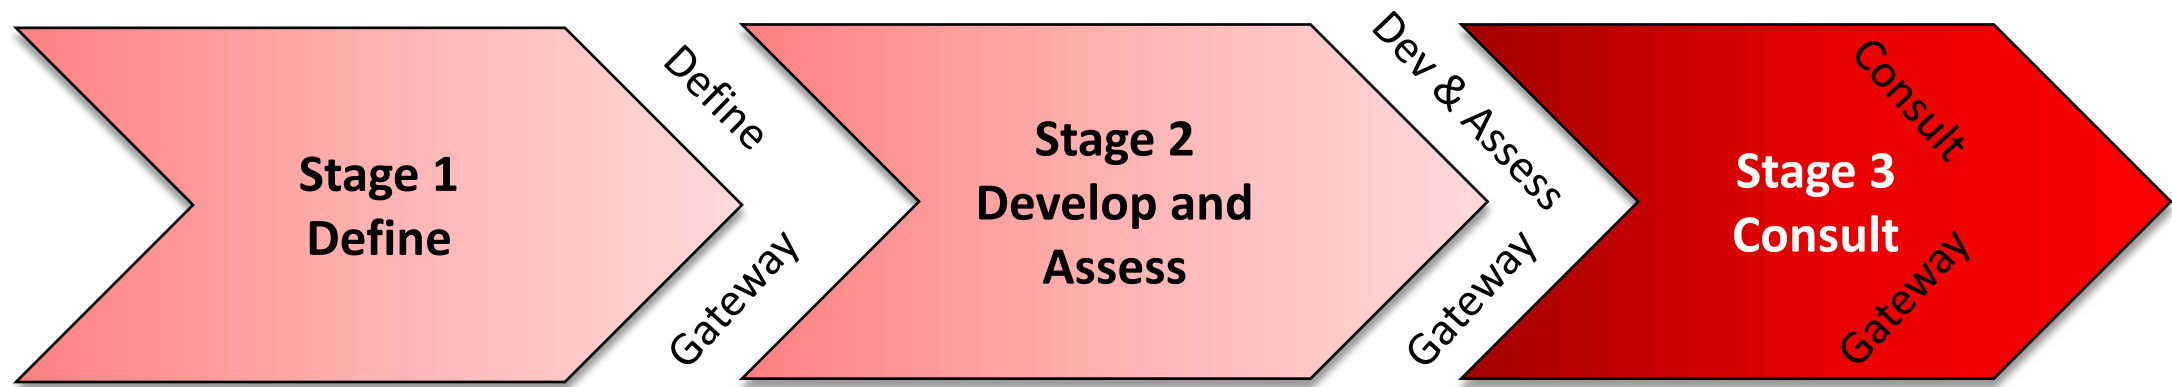 Stage 1
Define
Define
Gateway
Stage 2
Develop and
Assess
Dev & Assess
Gateway
Stage 3
Consult
Consult
Gateway